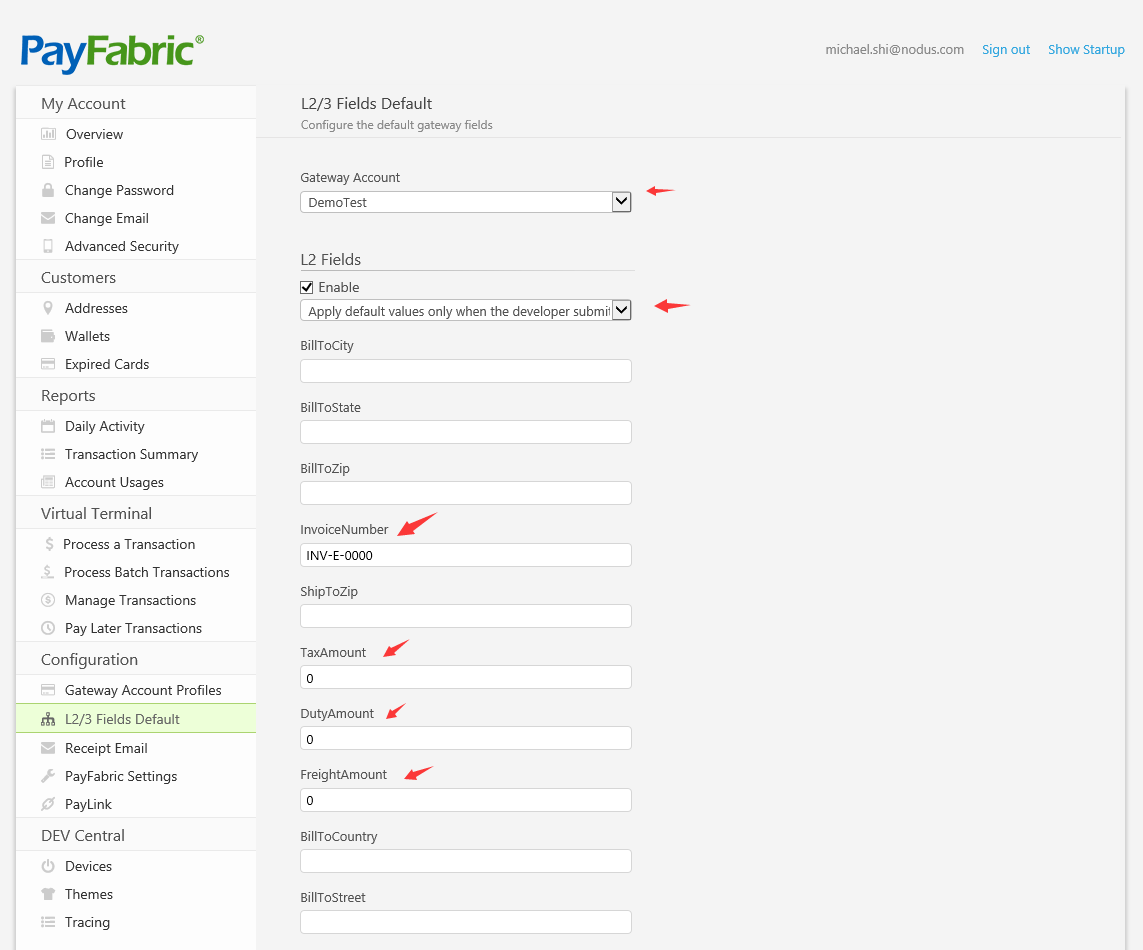 PayFabric®
michael.shi@nodus.com Sign out Show Startup
My Account
Overview
Profile
Change Password
Change Email
Advanced Security
Customers
Addresses
Wallets
Expired Cards
Reports
Daily Activity
Transaction Summary
Account Usages
Virtual Terminal
Process a Transaction
Process Batch Transactions
Manage Transactions
Pay Later Transactions
Configuration
Gateway Account Profiles
L2/3 Fields Default
Receipt Email
PayFabric Settings
PayLink
DEV Central
Devices
Themes
Tracing
L2/3 Fields Default
Configure the default gateway fields
Gateway Account
DemoTest
L2 Fields
Enable
Apply default values only when the developer submit
BillToCity
BillToState
BillToZip
InvoiceNumber
INV-E-0000
ShipToZip
TaxAmount
0
DutyAmount
0
FreightAmount
0
BillToCountry
BillToStreet